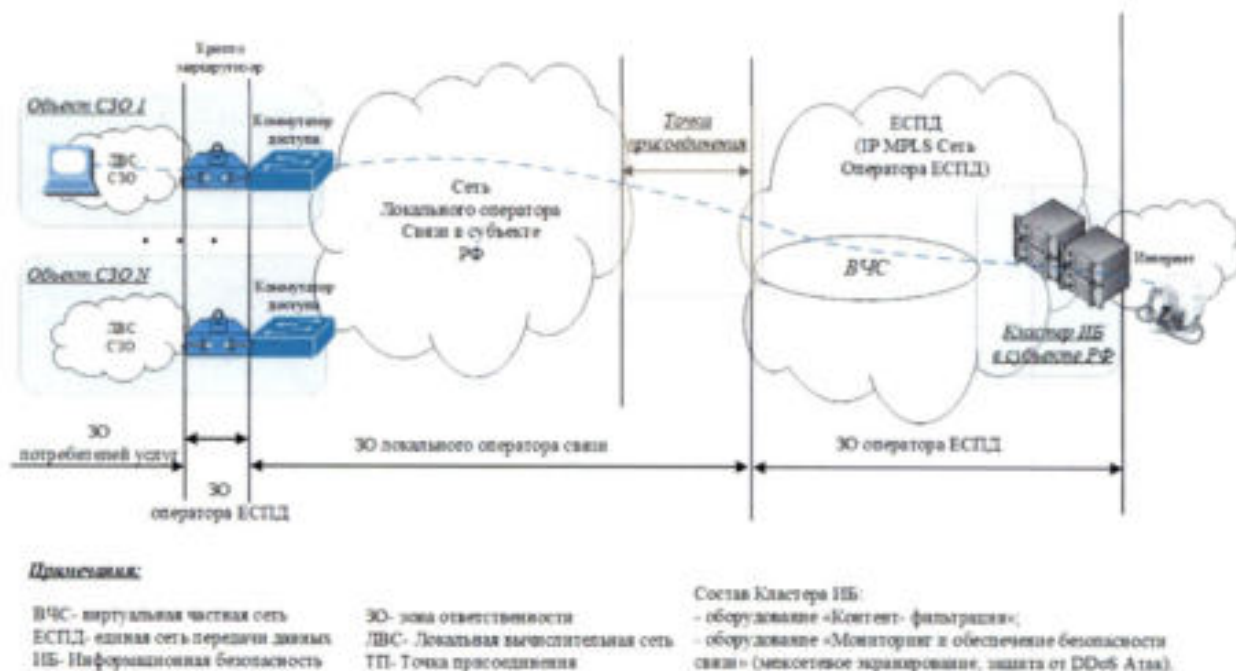 Крипто
маршрутизатор
Объект СЗО 1
Коммутатор
доступа
ЛВС
СЗО
Сеть
Локального оператора
Связи в субъекте
РФ
Точка
присоединения
ЕСПД
(IP MPLS Сеть
Оператора ЕСПД)
ВЧС
Интернет
Кластер ИБ
в субъекте РФ
Объект СЗО N
Коммутатор
доступа
ЛВС
СЗО
ЗО
потребителей услуг
ЗО
оператора ЕСПД
ЗО локального оператора связи
ЗО оператора ЕСПД
Примечания:
ВЧС- виртуальная частная сеть
ЕСПД- единая сеть передачи данных
ИБ- Информационная безопасность
ЗО- зона ответственности
ЛВС- Локальная вычислительная сеть
ТП- Точка присоединения
Состав Кластера ИБ:
- оборудование «Контент- фильтрации»;
- оборудование «Мониторинг и обеспечение безопасности
связи» (межсетевое экранирование, защита от DDoS Атак).